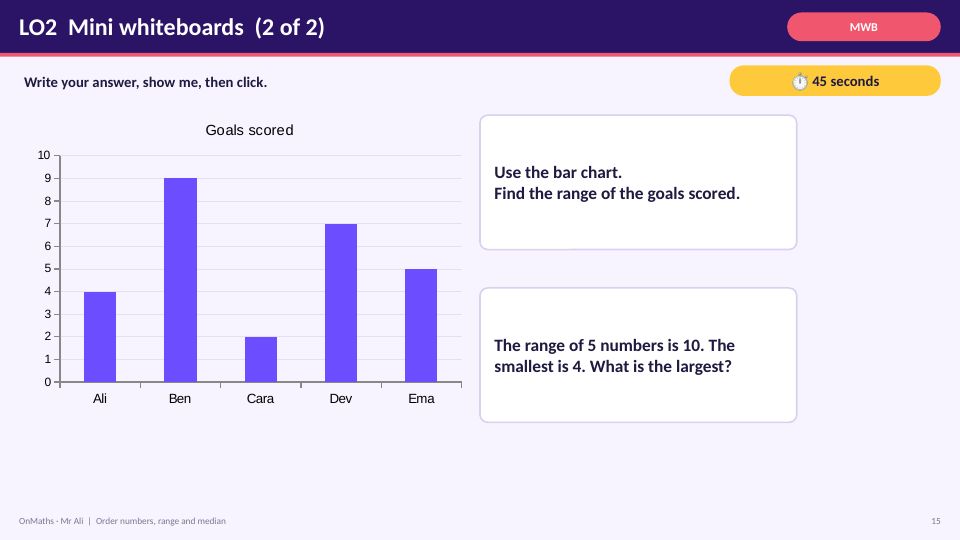 LO2 Mini whiteboards (2 of 2)
MWB
Write your answer, show me, then click.
⏱ 45 seconds
Goals scored
10
9
8
7
6
5
4
3
2
1
0
Ali Ben Cara Dev Ema
Use the bar chart.
Find the range of the goals scored.
The range of 5 numbers is 10. The
smallest is 4. What is the largest?
OnMaths - Mr Ali | Order numbers, range and median
15